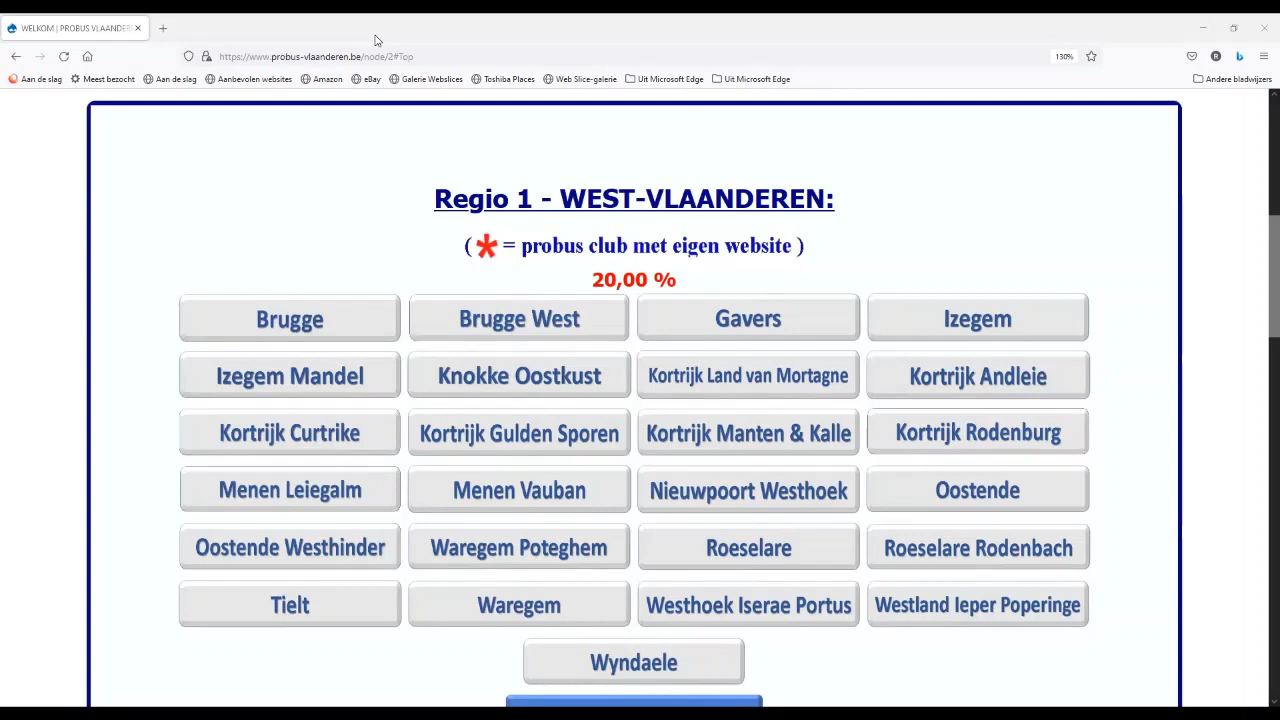 WELKOM | PROBUS VLAANDEREN
https://www.probus-vlaanderen.be/node/2#Top
130%
Aan de slag
Meest bezocht
Aan de slag
Aanbevolen websites
Amazon
eBay
Galerie Webslices
Toshiba Places
Web Slice-galerie
Uit Microsoft Edge
Uit Microsoft Edge
Andere bladwijzers
Regio 1 - WEST-VLAANDEREN:
( * = probus club met eigen website )
20,00 %
Brugge
Brugge West
Gavers
Izegem
Izegem Mandel
Knokke Oostkust
Kortrijk Land van Mortagne
Kortrijk Andleie
Kortrijk Curtrike
Kortrijk Gulden Sporen
Kortrijk Manten & Kalle
Kortrijk Rodenburg
Menen Leiegalm
Menen Vauban
Nieuwpoort Westhoek
Oostende
Oostende Westhinder
Waregem Poteghem
Roeselare
Roeselare Rodenbach
Tielt
Waregem
Westhoek Iserae Portus
Westland Ieper Poperinge
Wyndaele